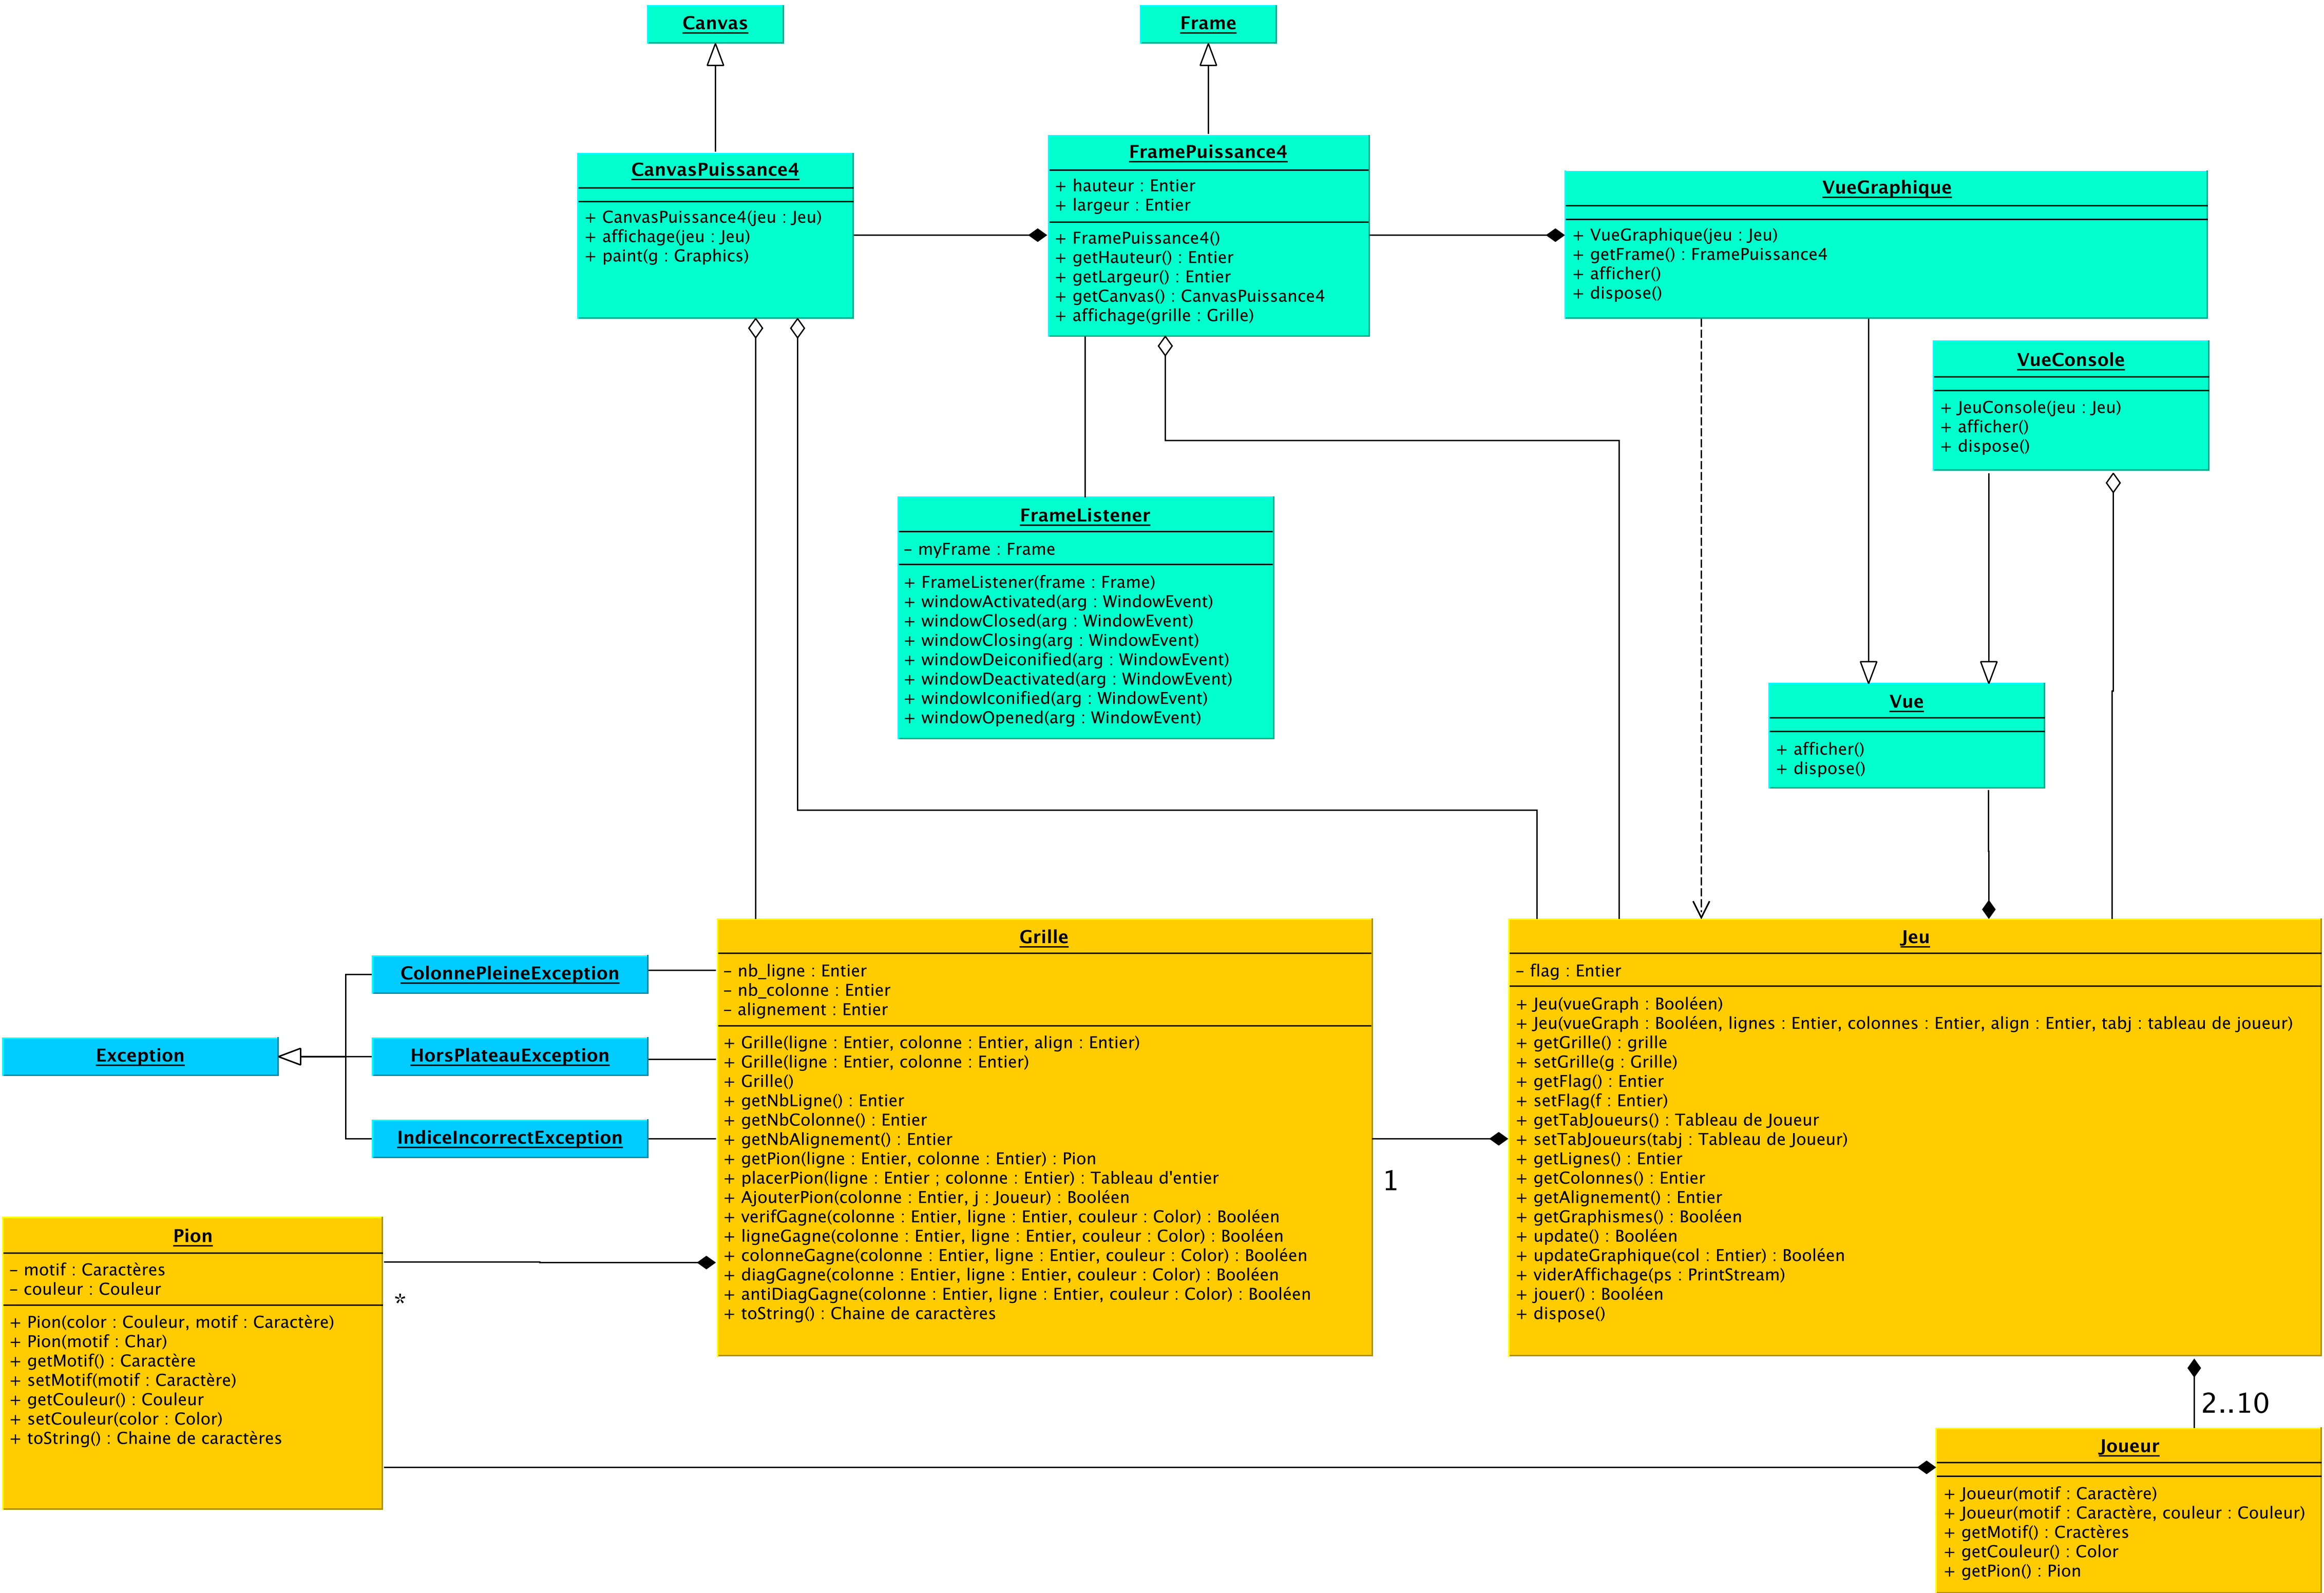 Canvas
Frame
CanvasPuissance4
+ CanvasPuissance4(jeu : Jeu)
+ affichage(jeu : Jeu)
+ paint(g : Graphics)
FramePuissance4
+ hauteur : Entier
+ largeur : Entier
+ FramePuissance4()
+ getHauteur() : Entier
+ getLargeur() : Entier
+ getCanvas() : CanvasPuissance4
+ affichage(grille : Grille)
VueGraphique
+ VueGraphique(jeu : Jeu)
+ getFrame() : FramePuissance4
+ afficher()
+ dispose()
VueConsole
+ JeuConsole(jeu : Jeu)
+ afficher()
+ dispose()
FrameListener
– myFrame : Frame
+ FrameListener(frame : Frame)
+ windowActivated(arg : WindowEvent)
+ windowClosed(arg : WindowEvent)
+ windowClosing(arg : WindowEvent)
+ windowDeiconified(arg : WindowEvent)
+ windowDeactivated(arg : WindowEvent)
+ windowIconified(arg : WindowEvent)
+ windowOpened(arg : WindowEvent)
Vue
+ afficher()
+ dispose()
ColonnePleineException
Exception
HorsPlateauException
IndiceIncorrectException
Grille
– nb_ligne : Entier
– nb_colonne : Entier
– alignement : Entier
+ Grille(ligne : Entier, colonne : Entier, align : Entier)
+ Grille(ligne : Entier, colonne : Entier)
+ Grille()
+ getNbLigne() : Entier
+ getNbColonne() : Entier
+ getNbAlignement() : Entier
+ getPion(ligne : Entier, colonne : Entier) : Pion
+ placerPion(ligne : Entier ; colonne : Entier) : Tableau d'entier
+ AjouterPion(colonne : Entier, j : Joueur) : Booléen
+ verifGagne(colonne : Entier, ligne : Entier, couleur : Color) : Booléen
+ ligneGagne(colonne : Entier, ligne : Entier, couleur : Color) : Booléen
+ colonneGagne(colonne : Entier, ligne : Entier, couleur : Color) : Booléen
+ diagGagne(colonne : Entier, ligne : Entier, couleur : Color) : Booléen
+ antiDiagGagne(colonne : Entier, ligne : Entier, couleur : Color) : Booléen
+ toString() : Chaine de caractères
1
Jeu
– flag : Entier
+ Jeu(vueGraph : Booléen)
+ Jeu(vueGraph : Booléen, lignes : Entier, colonnes : Entier, align : Entier, tabj : tableau de joueur)
+ getGrille() : grille
+ setGrille(g : Grille)
+ getFlag() : Entier
+ setFlag(f : Entier)
+ getTabJoueurs() : Tableau de Joueur
+ setTabJoueurs(tabj : Tableau de Joueur)
+ getLignes() : Entier
+ getColonnes() : Entier
+ getAlignement() : Entier
+ getGraphismes() : Booléen
+ update() : Booléen
+ updateGraphique(col : Entier) : Booléen
+ viderAffichage(ps : PrintStream)
+ jouer() : Booléen
+ dispose()
Pion
– motif : Caractères
– couleur : Couleur
+ Pion(color : Couleur, motif : Caractère)
+ Pion(motif : Char)
+ getMotif() : Caractère
+ setMotif(motif : Caractère)
+ getCouleur() : Couleur
+ setCouleur(color : Color)
+ toString() : Chaine de caractères
*
2..10
Joueur
+ Joueur(motif : Caractère)
+ Joueur(motif : Caractère, couleur : Couleur)
+ getMotif() : Cractères
+ getCouleur() : Color
+ getPion() : Pion